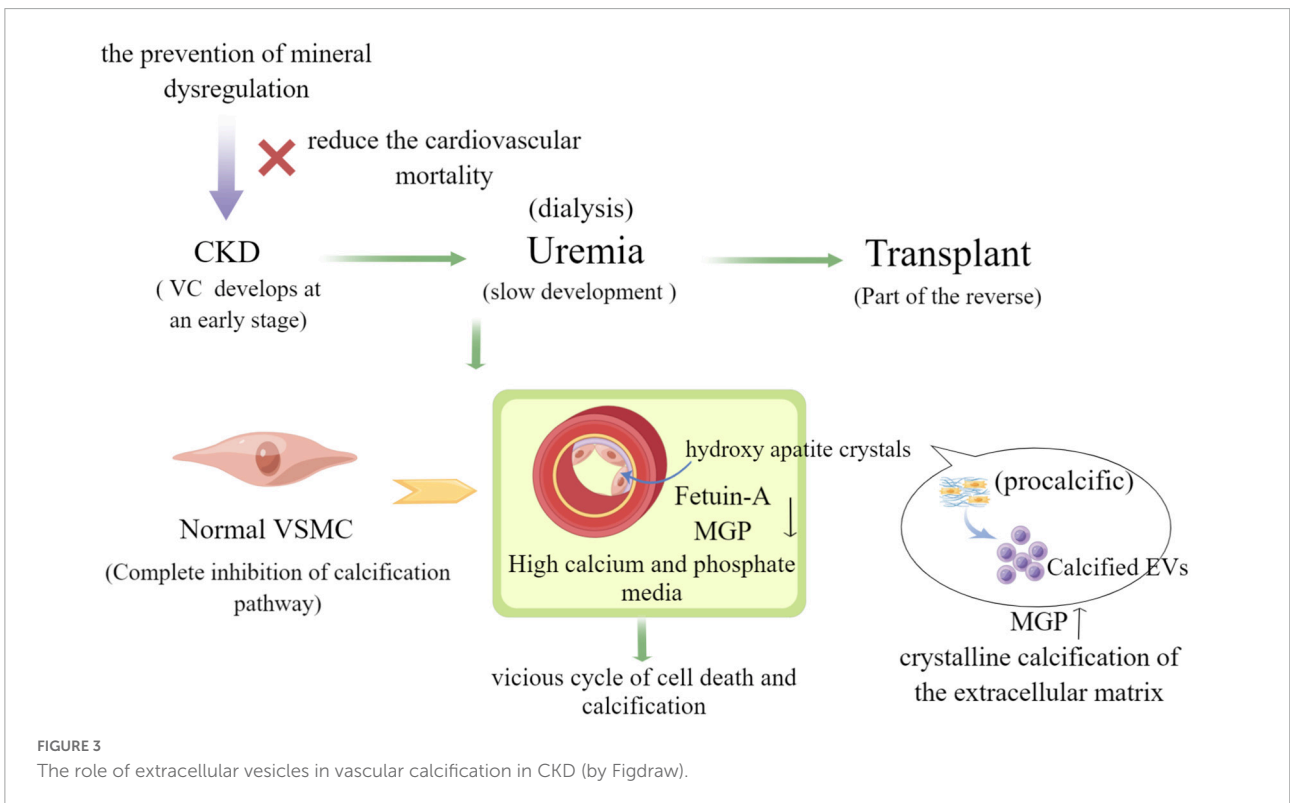 the prevention of mineral
dysregulation
reduce the cardiovascular
mortality
(dialysis)
CKD
Uremia
Transplant
( VC develops at
an early stage)
(slow development )
(Part of the reverse)
hydroxy apatite crystals
Fetuin-A
MGP
High calcium and phosphate
media
Normal VSMC
(Complete inhibition of calcification
pathway)
(procalcific)
Calcified EVs
MGP
crystalline calcification of
the extracellular matrix
vicious cycle of cell death and
calcification
FIGURE 3
The role of extracellular vesicles in vascular calcification in CKD (by Figdraw).